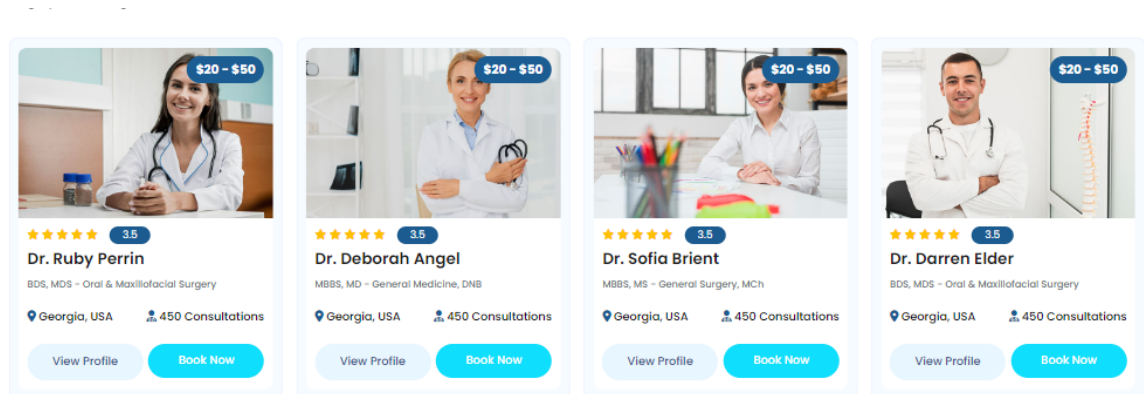 $20 - $50
3.5
Dr. Ruby Perrin
BDS, MDS - Oral & Maxillofacial Surgery
Georgia, USA 450 Consultations
View Profile Book Now
$20 - $50
3.5
Dr. Deborah Angel
MBBS, MD - General Medicine, DNB
Georgia, USA 450 Consultations
View Profile Book Now
$20 - $50
3.5
Dr. Sofia Brient
MBBS, MS - General Surgery, MCh
Georgia, USA 450 Consultations
View Profile Book Now
$20 - $50
3.5
Dr. Darren Elder
BDS, MDS - Oral & Maxillofacial Surgery
Georgia, USA 450 Consultations
View Profile Book Now